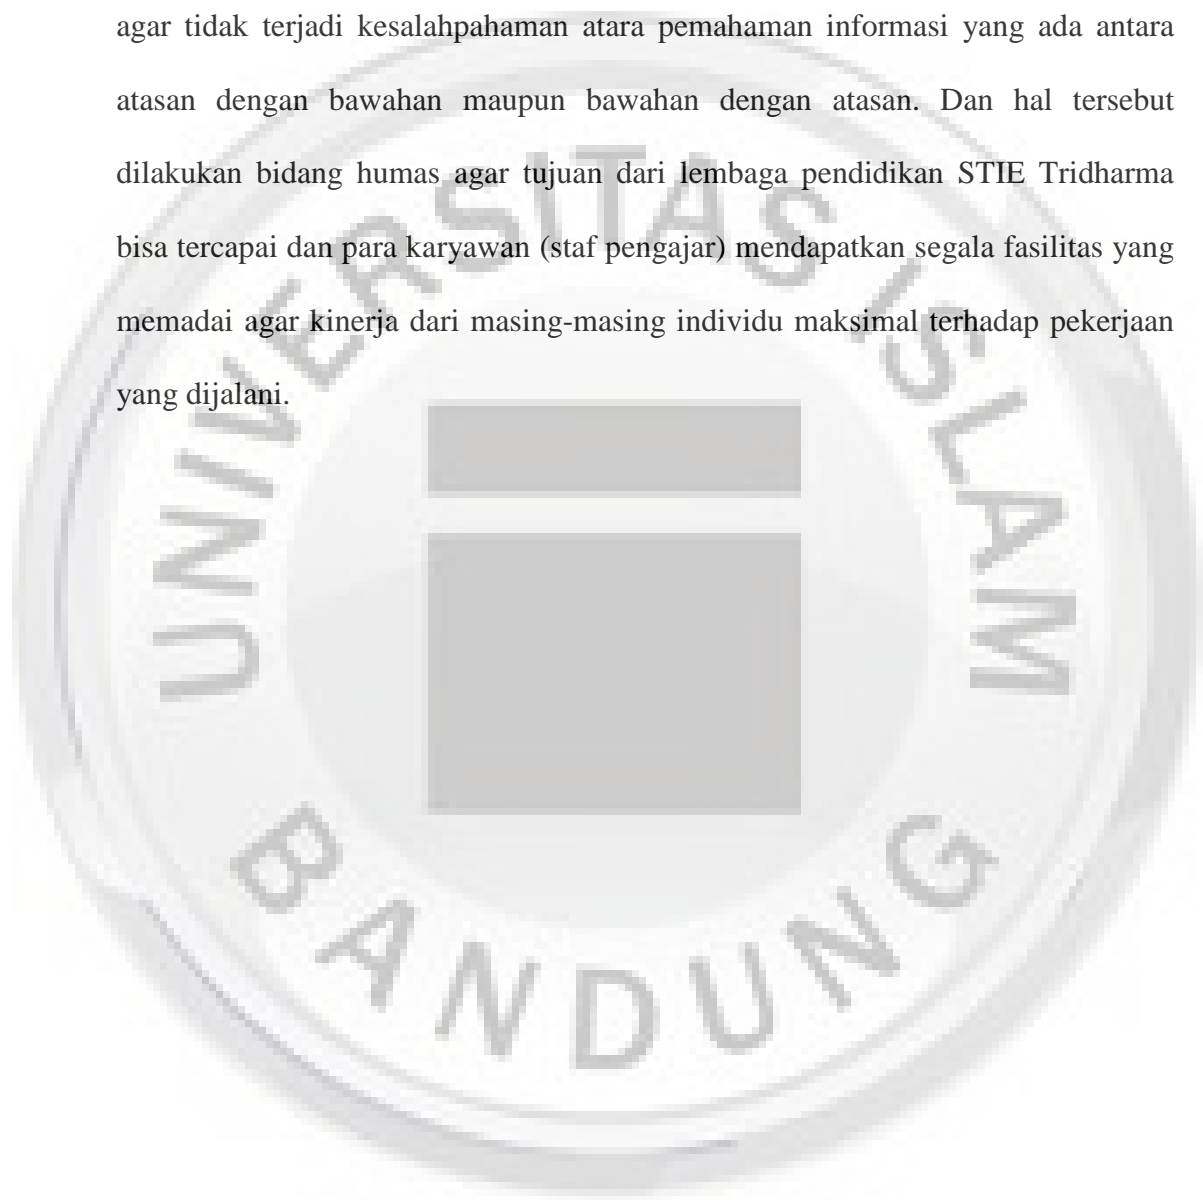 agar tidak terjadi kesalahpahaman atara pemahaman informasi yang ada antara
atasan dengan bawahan maupun bawahan dengan atasan. Dan hal tersebut
dilakukan bidang humas agar tujuan dari lembaga pendidikan STIE Tridharma
bisa tercapai dan para karyawan (staf pengajar) mendapatkan segala fasilitas yang
memadai agar kinerja dari masing-masing individu maksimal terhadap pekerjaan
yang dijalani.
UNIVERSITAS ISLAM
BANDUNG